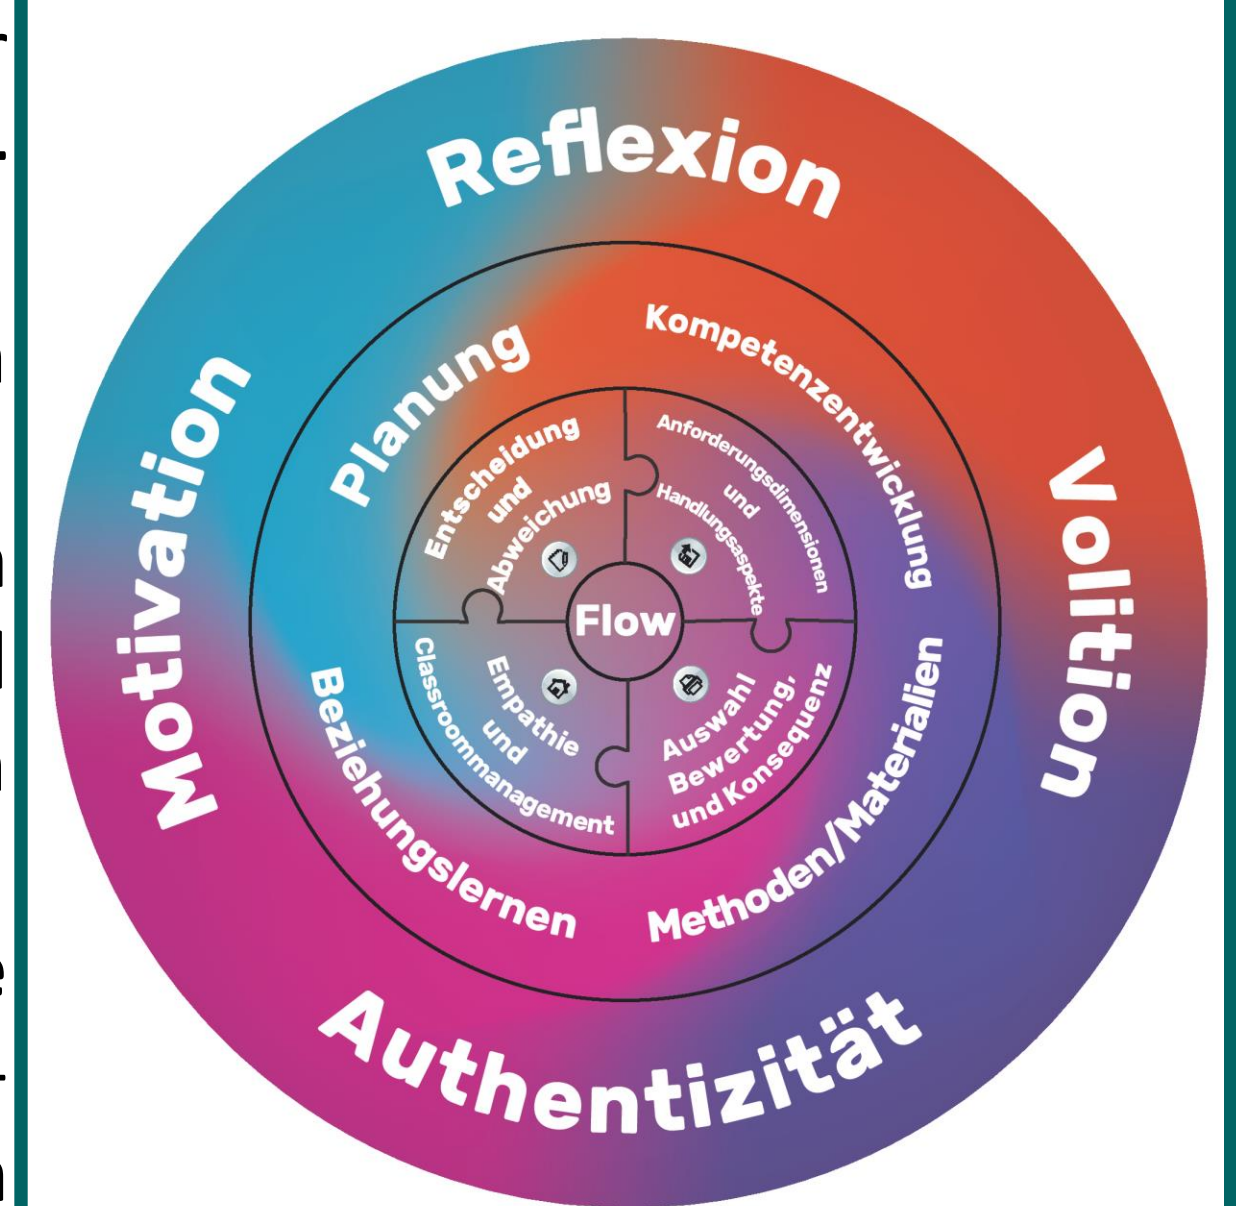 Reflexion
Volition
Authentizität
Motivation
Planung
Kompetenzentwicklung
Methoden/Materialien
Beziehungslernen
Entscheidung
und
Abweichung
Anforderungsdimensionen
und
Handlungsaspekte
Auswahl
Bewertung,
und Konsequenz
Empathie
und
Classroommanagement
Flow